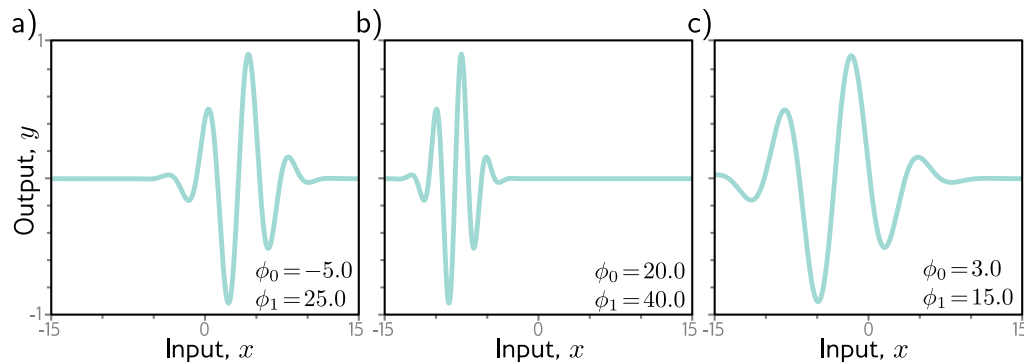 a)
1
-1
Output, y
-15
0
15
Input, x
ϕ₀=−5.0
ϕ₁=25.0
b)
-15
0
15
Input, x
ϕ₀=20.0
ϕ₁=40.0
c)
-15
0
15
Input, x
ϕ₀=3.0
ϕ₁=15.0